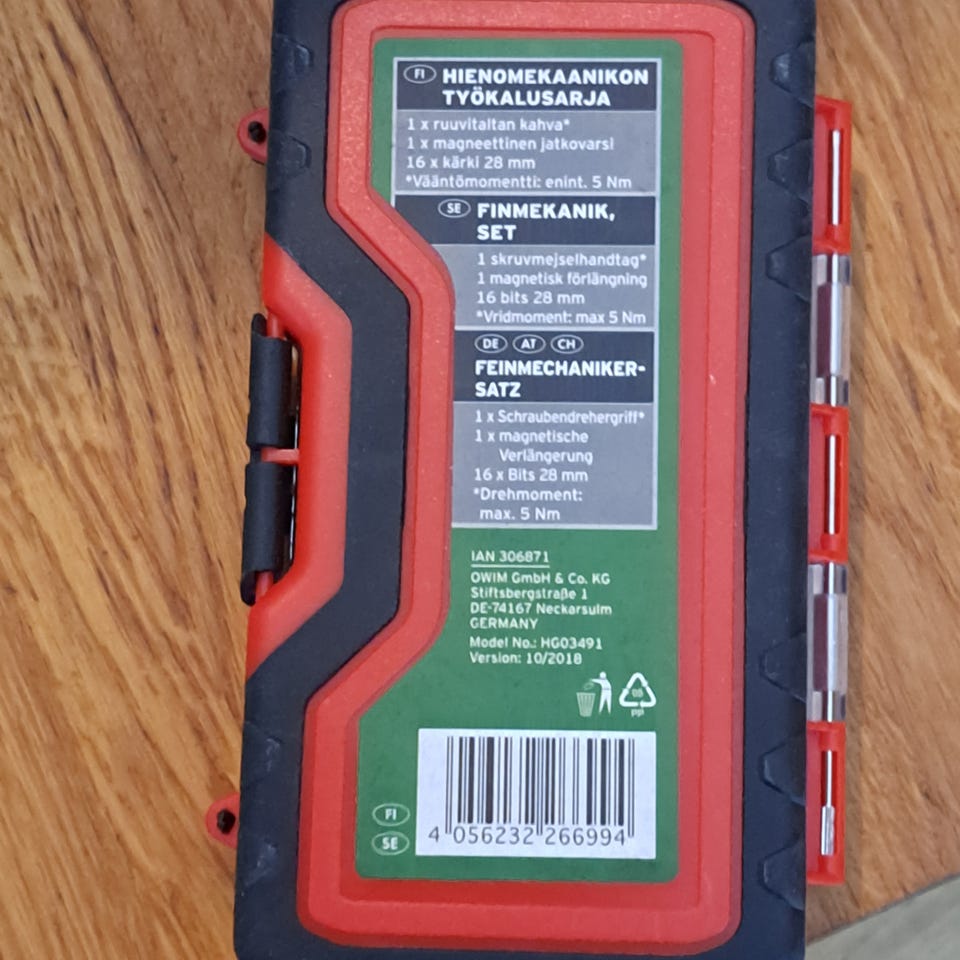 FI HIENOMEKAANIKON
TYÖKALUSARJA
1 x ruuvitaltan kahva*
1 x magneettinen jatkovarsi
16 x kärki 28 mm
*Vääntömomentti: enint. 5 Nm
SE FINMEKANIK,
SET
1 skruvmejselhandtag*
1 magnetisk förlängning
16 bits 28 mm
*Vridmoment: max 5 Nm
DE AT CH
FEINMECHANIKER-
SATZ
1 x Schraubendrehergriff*
1 x magnetische
Verlängerung
16 x Bits 28 mm
*Drehmoment:
max. 5 Nm
IAN 306871
OWIM GmbH & Co. KG
Stiftsbergstraße 1
DE-74167 Neckarsulm
GERMANY
Model No.: HG03491
Version: 10/2018
05
PP
FI
SE
4 056232 266994